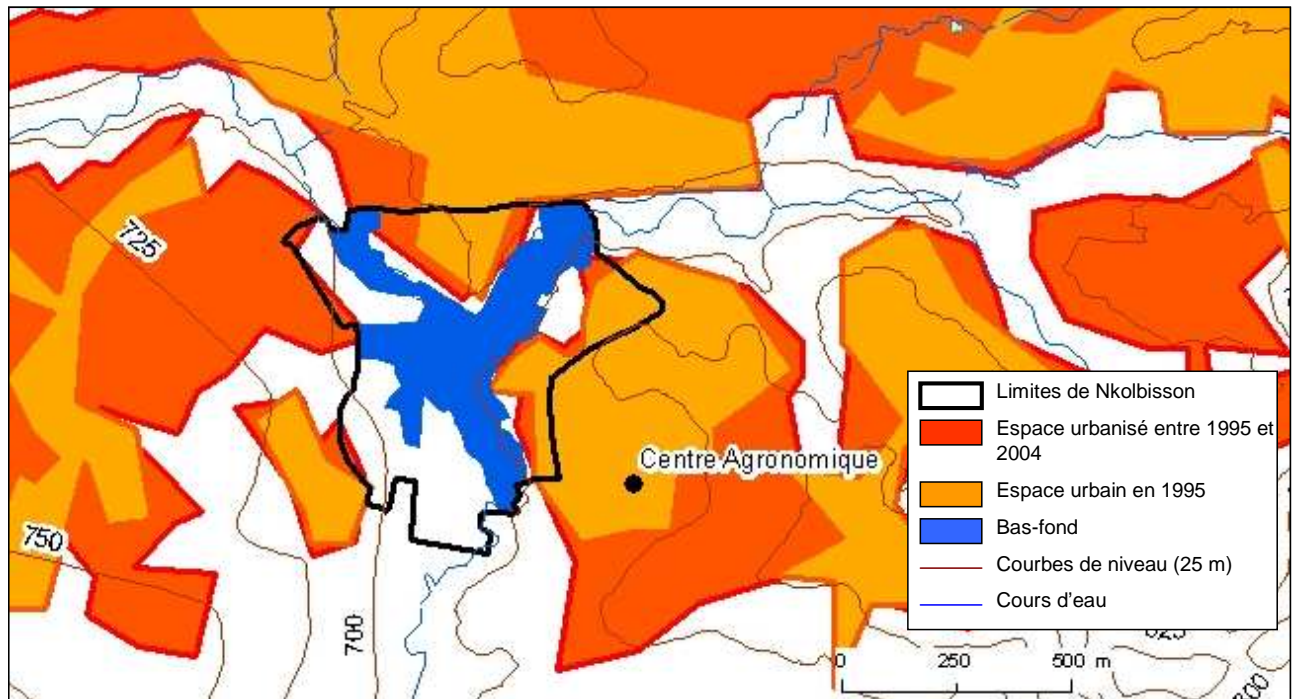 725
750
700
Centre Agronomique
Limites de Nkolbisson
Espace urbanisé entre 1995 et
2004
Espace urbain en 1995
Bas-fond
Courbes de niveau (25 m)
Cours d'eau
0 250 500 m